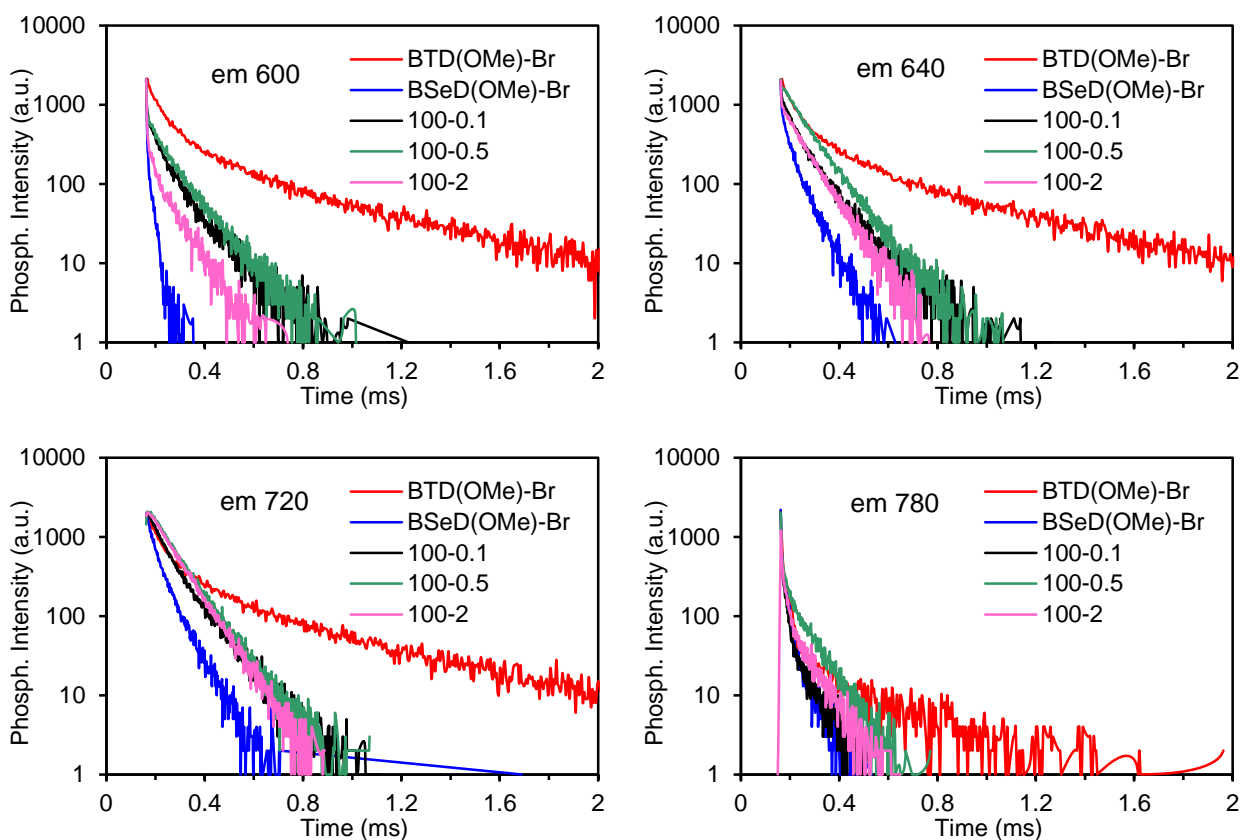 10000
1000
100
10
1
Phosph. Intensity (a.u.)
em 600
BTD(OMe)-Br
BSeD(OMe)-Br
100-0.1
100-0.5
100-2
0 0.4 0.8 1.2 1.6 2
Time (ms)
10000
1000
100
10
1
Phosph. Intensity (a.u.)
em 640
BTD(OMe)-Br
BSeD(OMe)-Br
100-0.1
100-0.5
100-2
0 0.4 0.8 1.2 1.6 2
Time (ms)
10000
1000
100
10
1
Phosph. Intensity (a.u.)
em 720
BTD(OMe)-Br
BSeD(OMe)-Br
100-0.1
100-0.5
100-2
0 0.4 0.8 1.2 1.6 2
Time (ms)
10000
1000
100
10
1
Phosph. Intensity (a.u.)
em 780
BTD(OMe)-Br
BSeD(OMe)-Br
100-0.1
100-0.5
100-2
0 0.4 0.8 1.2 1.6 2
Time (ms)